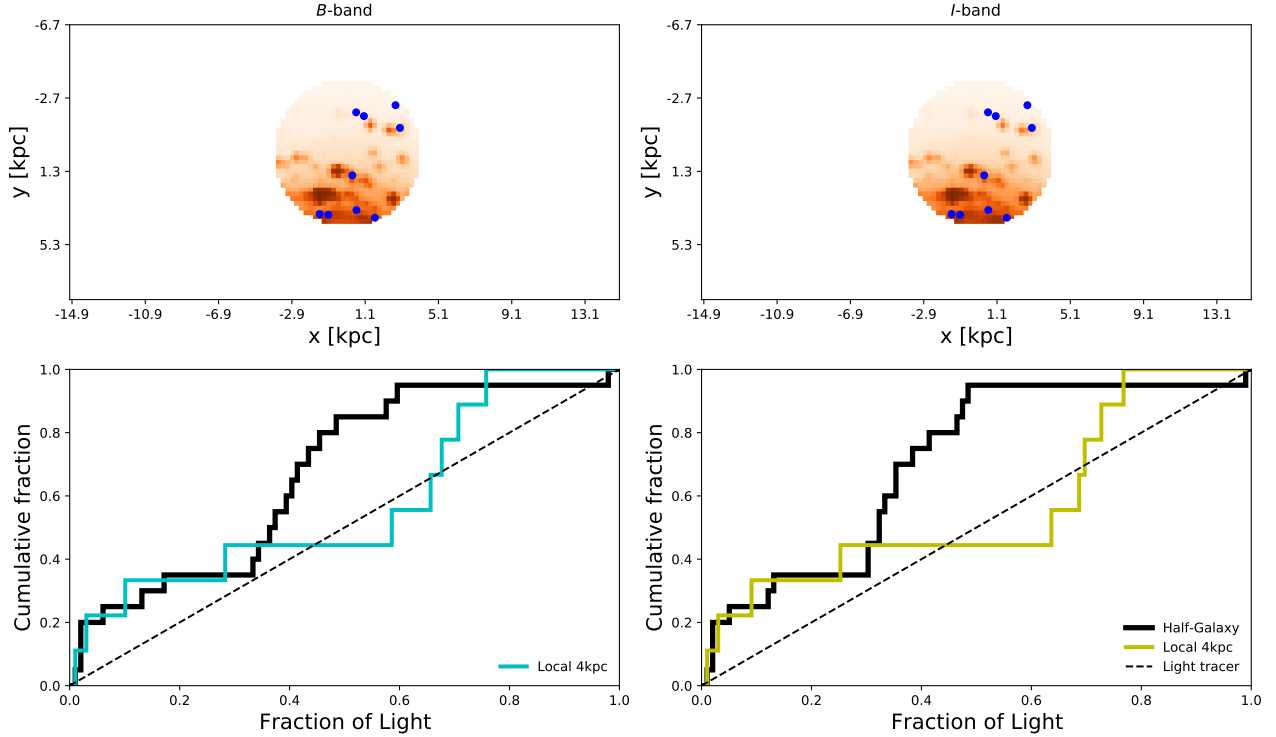 B-band
I-band
-6.7
-2.7
1.3
5.3
y [kpc]
-14.9 -10.9 -6.9 -2.9 1.1 5.1 9.1 13.1
x [kpc]
-6.7
-2.7
1.3
5.3
y [kpc]
-14.9 -10.9 -6.9 -2.9 1.1 5.1 9.1 13.1
x [kpc]
1.0
0.8
0.6
0.4
0.2
0.0
Cumulative fraction
Local 4kpc
0.0 0.2 0.4 0.6 0.8 1.0
Fraction of Light
1.0
0.8
0.6
0.4
0.2
0.0
Cumulative fraction
Half-Galaxy
Local 4kpc
Light tracer
0.0 0.2 0.4 0.6 0.8 1.0
Fraction of Light